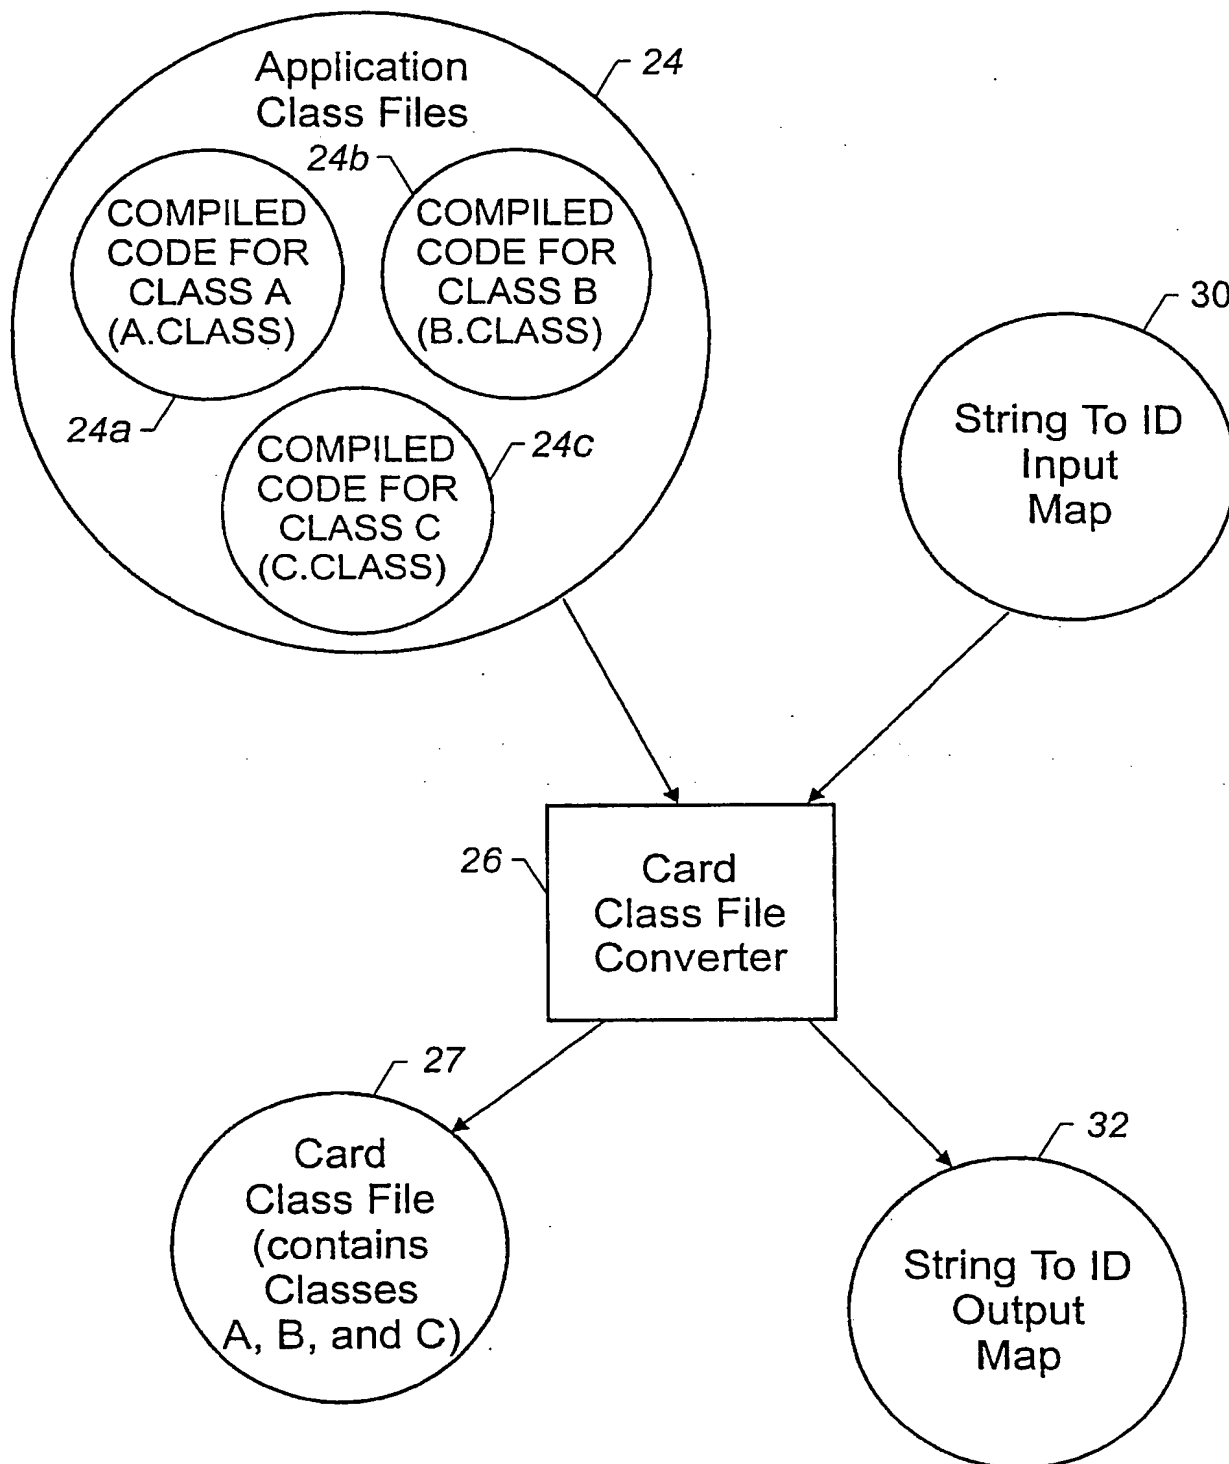 Application
Class Files
24
24b
COMPILED
CODE FOR
CLASS A
(A.CLASS)
COMPILED
CODE FOR
CLASS B
(B.CLASS)
24a
COMPILED
CODE FOR
CLASS C
(C.CLASS)
24c
30
String To ID
Input
Map
26
Card
Class File
Converter
27
Card
Class File
(contains
Classes
A, B, and C)
32
String To ID
Output
Map